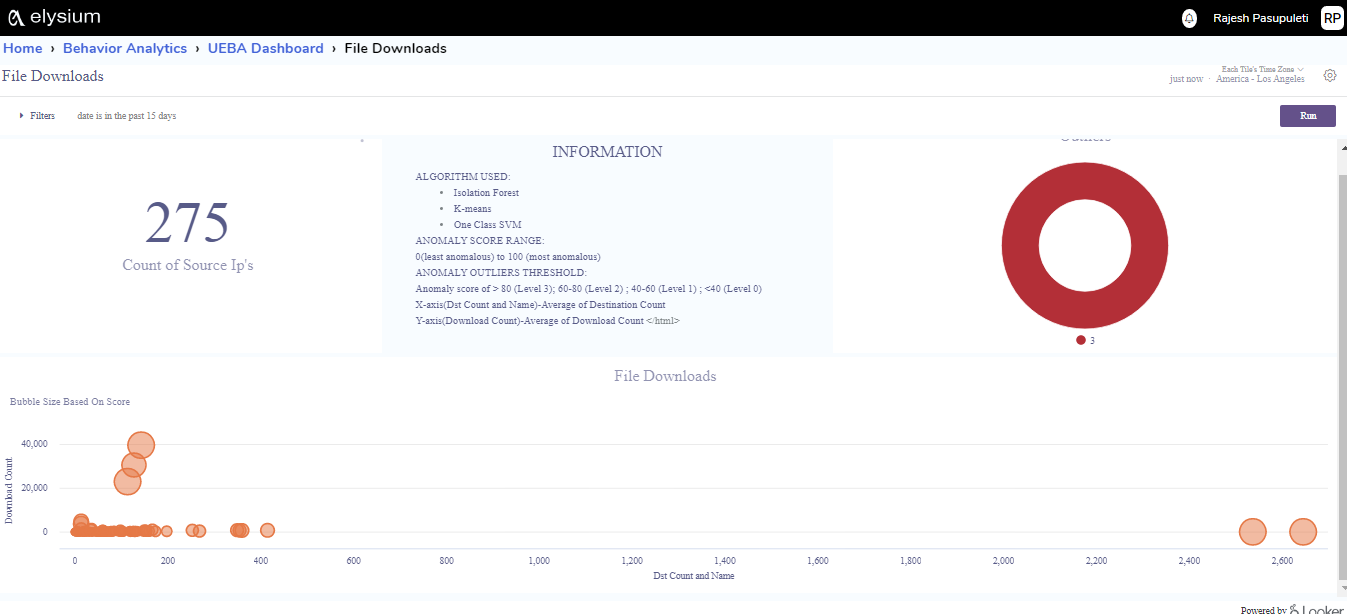 elysium
Rajesh Pasupuleti RP
Home › Behavior Analytics › UEBA Dashboard › File Downloads
File Downloads
Each Tile's Time Zone
just now · America - Los Angeles
Filters date is in the past 15 days
Run
275
Count of Source Ip's
INFORMATION
ALGORITHM USED:
• Isolation Forest
• K-means
• One Class SVM
ANOMALY SCORE RANGE:
0(least anomalous) to 100 (most anomalous)
ANOMALY OUTLIERS THRESHOLD:
Anomaly score of > 80 (Level 3); 60-80 (Level 2) ; 40-60 (Level 1) ; <40 (Level 0)
X-axis(Dst Count and Name)-Average of Destination Count
Y-axis(Download Count)-Average of Download Count </html>
Outliers
3
File Downloads
Bubble Size Based On Score
Download Count
40,000
20,000
0
0 200 400 600 800 1,000 1,200 1,400 1,600 1,800 2,000 2,200 2,400 2,600
Dst Count and Name
Powered by Looker